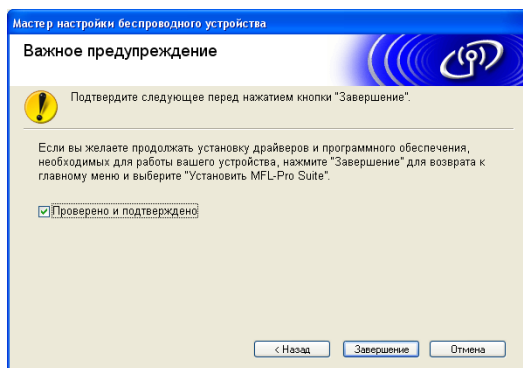 Мастер настройки беспроводного устройства
Важное предупреждение
Подтвердите следующее перед нажатием кнопки "Завершение".
Если вы желаете продолжать установку драйверов и программного обеспечения,
необходимых для работы вашего устройства, нажмите "Завершение" для возврата к
главному меню и выберите "Установить MFL-Pro Suite".
Проверено и подтверждено
< Назад
Завершение
Отмена